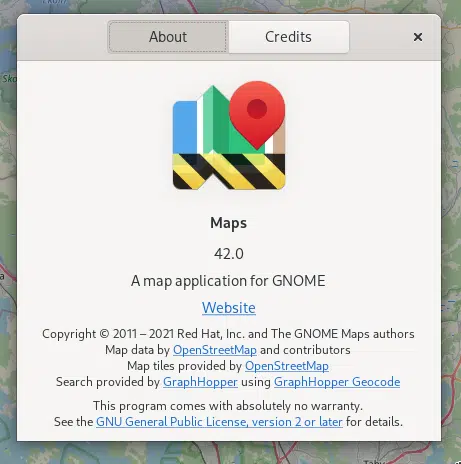 About
Credits
Maps
42.0
A map application for GNOME
Website
Copyright © 2011 – 2021 Red Hat, Inc. and The GNOME Maps authors
Map data by OpenStreetMap and contributors
Map tiles provided by OpenStreetMap
Search provided by GraphHopper using GraphHopper Geocode
This program comes with absolutely no warranty.
See the GNU General Public License, version 2 or later for details.